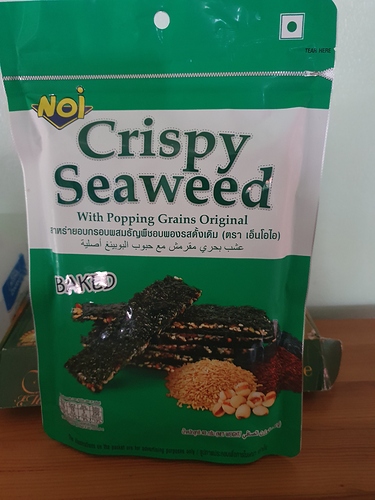 TEAR HERE
NOi
Crispy
Seaweed
With Popping Grains Original
สาหร่ายอบกรอบผสมธัญพืชอบพองรสดั้งเดิม (ตรา เอ็นโอไอ)
عشب بحري مقرمش مع حبوب البوبينغ أصلية
BAKED